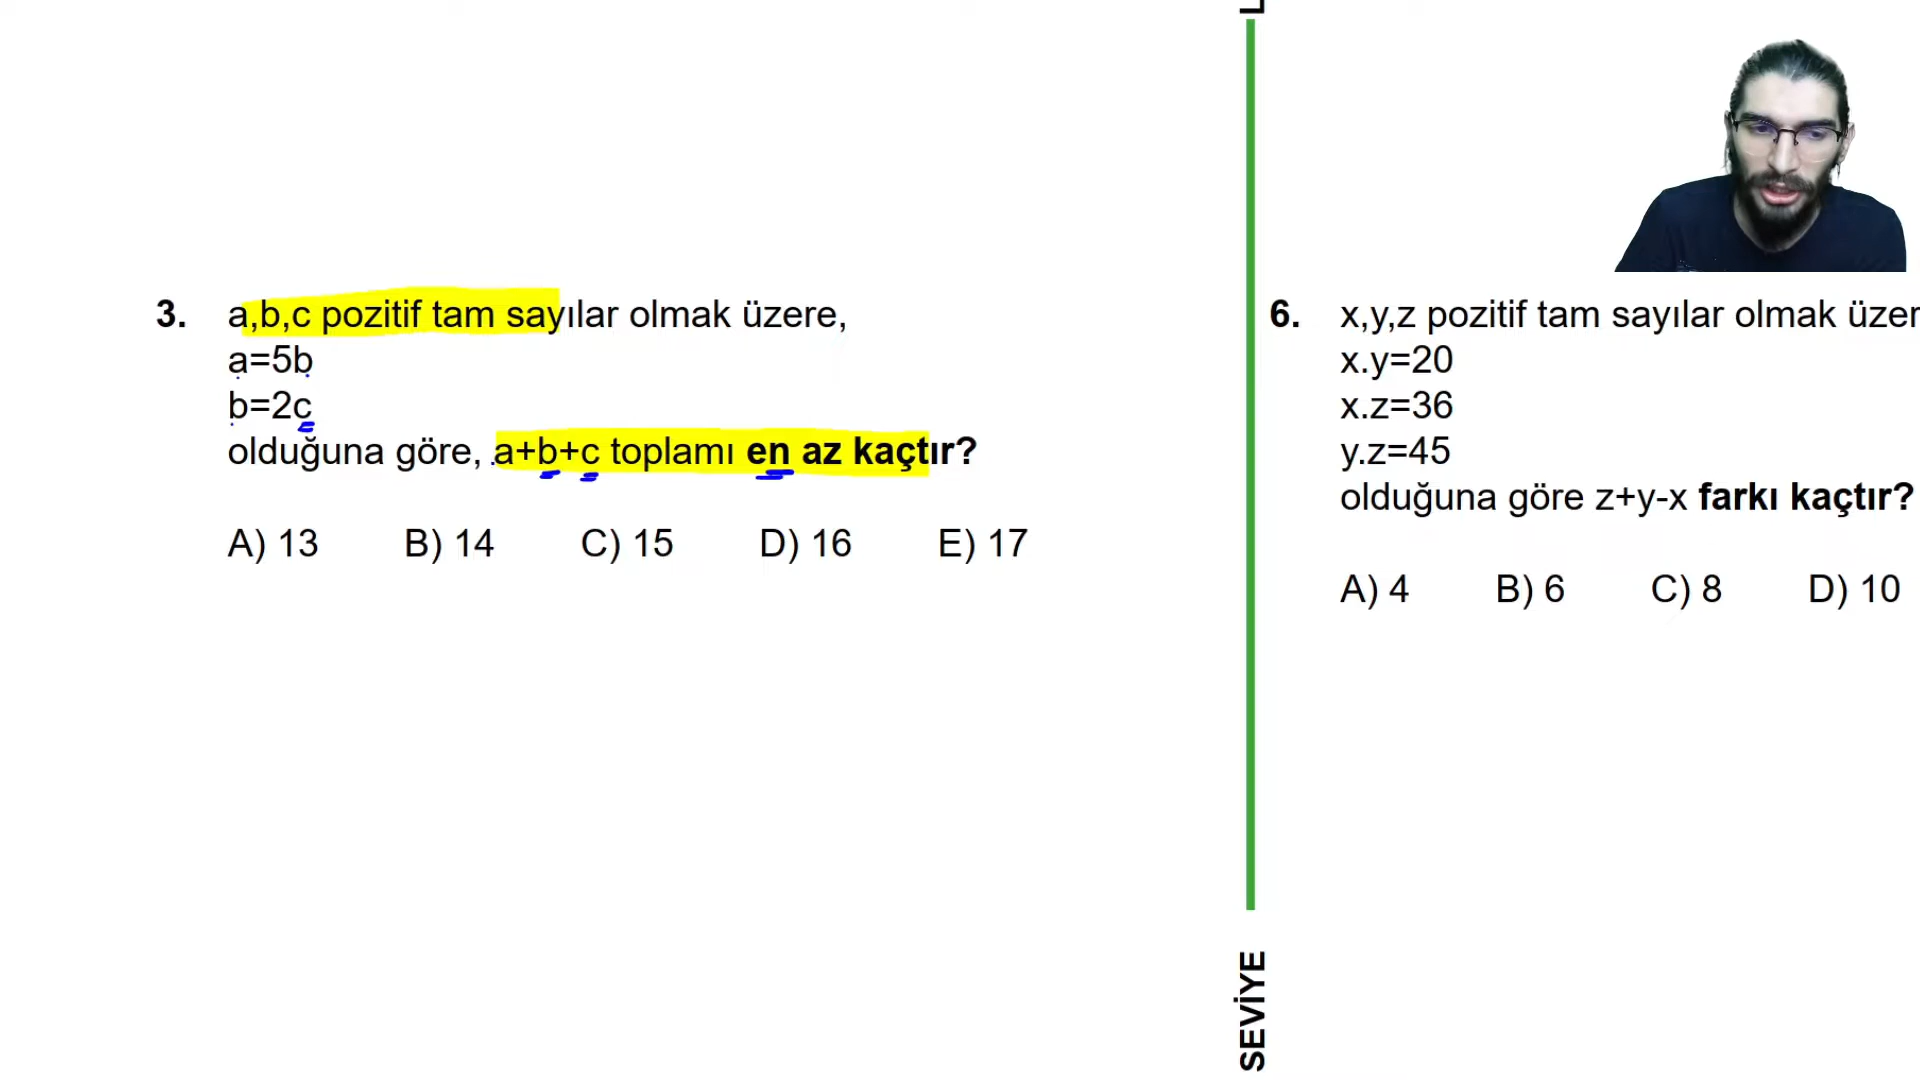 3. a,b,c pozitif tam sayılar olmak üzere,
a=5b
b=2c
olduğuna göre, a+b+c toplamı en az kaçtır?
A) 13 B) 14 C) 15 D) 16 E) 17
6. x,y,z pozitif tam sayılar olmak üzer
x.y=20
x.z=36
y.z=45
olduğuna göre z+y-x farkı kaçtır?
A) 4 B) 6 C) 8 D) 10
SEVİYE